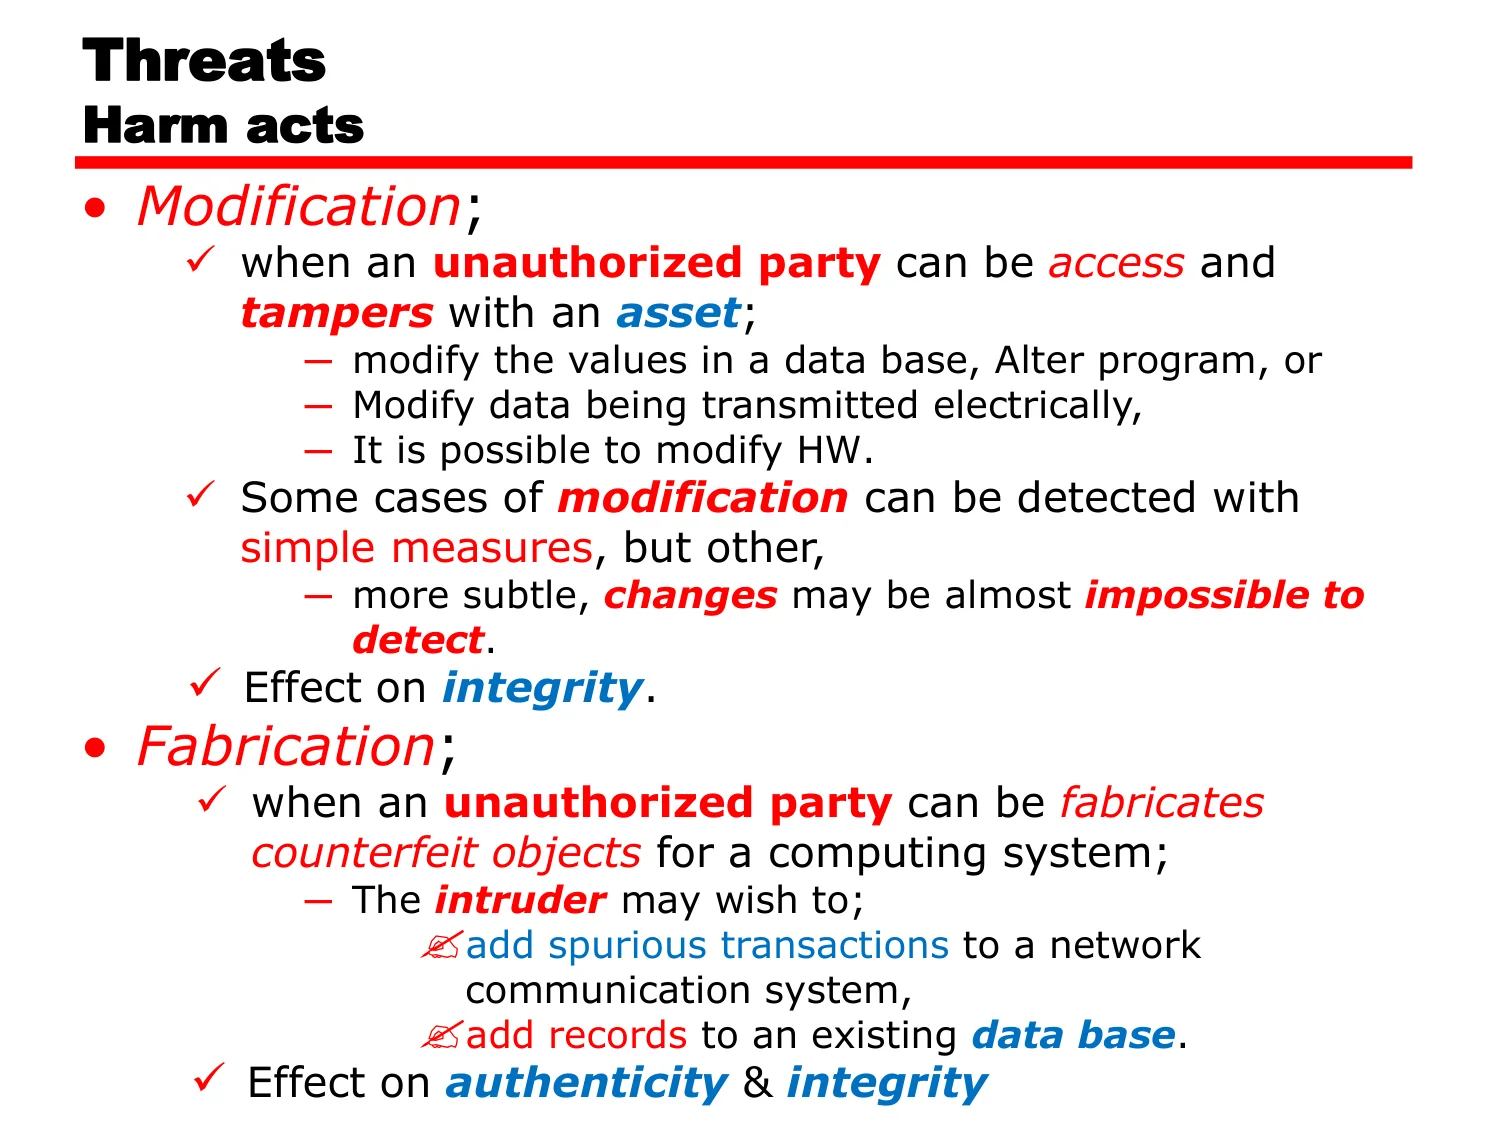 Threats
Harm acts
• Modification;
✓ when an unauthorized party can be access and
tampers with an asset;
— modify the values in a data base, Alter program, or
— Modify data being transmitted electrically,
— It is possible to modify HW.
✓ Some cases of modification can be detected with
simple measures, but other,
— more subtle, changes may be almost impossible to
detect.
✓ Effect on integrity.
• Fabrication;
✓ when an unauthorized party can be fabricates
counterfeit objects for a computing system;
— The intruder may wish to;
✍add spurious transactions to a network
communication system,
✍add records to an existing data base.
✓ Effect on authenticity & integrity